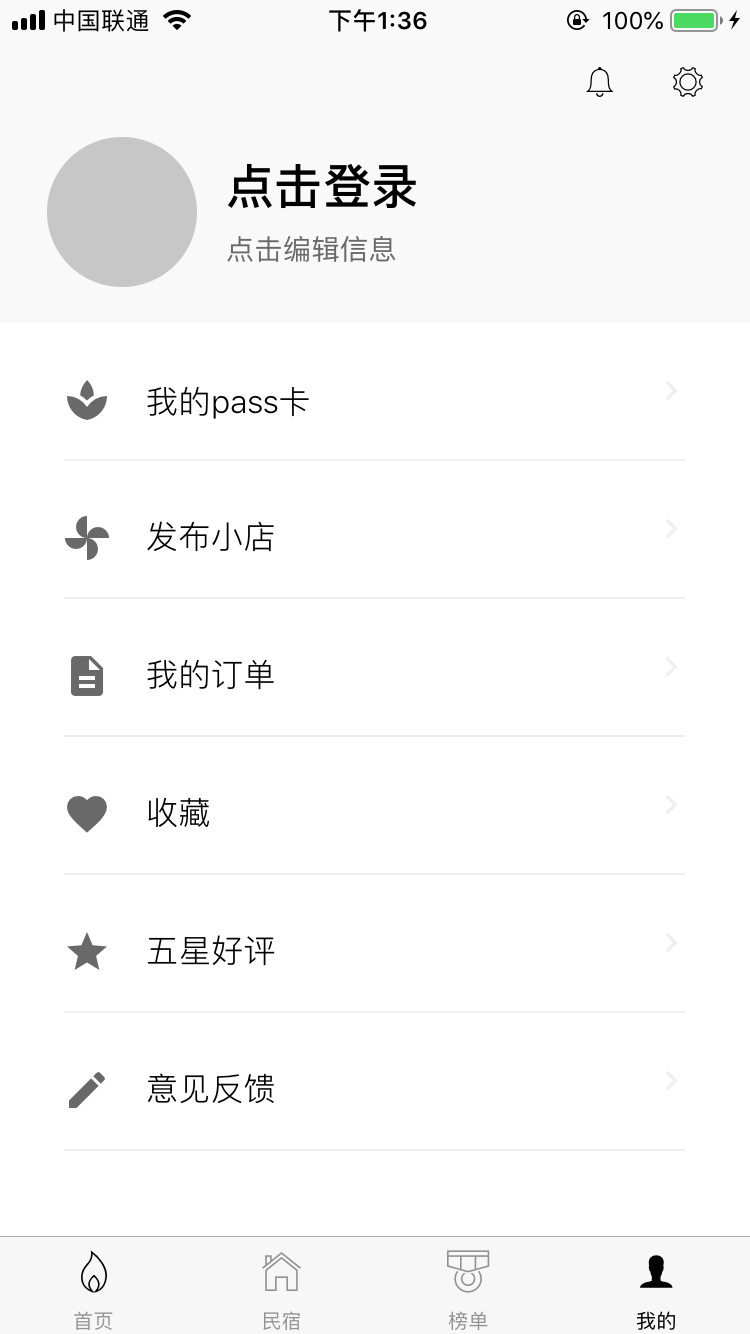 中国联通 下午1:36 100%
点击登录
点击编辑信息
我的pass卡
发布小店
我的订单
收藏
五星好评
意见反馈
首页 民宿 榜单 我的